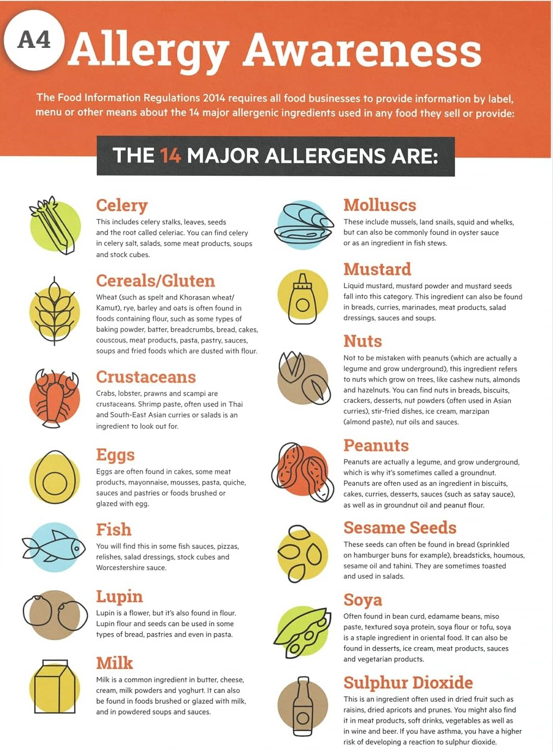 A4
Allergy Awareness
The Food Information Regulations 2014 requires all food businesses to provide information by label,
menu or other means about the 14 major allergenic ingredients used in any food they sell or provide:
THE 14 MAJOR ALLERGENS ARE:
Celery
This includes celery stalks, leaves, seeds
and the root called celeriac. You can find celery
in celery salt, salads, some meat products, soups
and stock cubes.
Cereals/Gluten
Wheat (such as spelt and Khorasan wheat/
Kamut), rye, barley and oats is often found in
foods containing flour, such as some types of
baking powder, batter, breadcrumbs, bread, cakes,
couscous, meat products, pasta, pastry, sauces,
soups and fried foods which are dusted with flour.
Crustaceans
Crabs, lobster, prawns and scampi are
crustaceans. Shrimp paste, often used in Thai
and South-East Asian curries or salads is an
ingredient to look out for.
Eggs
Eggs are often found in cakes, some meat
products, mayonnaise, mousses, pasta, quiche,
sauces and pastries or foods brushed or
glazed with egg.
Fish
You will find this in some fish sauces, pizzas,
relishes, salad dressings, stock cubes and
Worcestershire sauce.
Lupin
Lupin is a flower, but it's also found in flour.
Lupin flour and seeds can be used in some
types of bread, pastries and even in pasta.
Milk
Milk is a common ingredient in butter, cheese,
cream, milk powders and yoghurt. It can also
be found in foods brushed or glazed with milk,
and in powdered soups and sauces.
Molluscs
These include mussels, land snails, squid and whelks,
but can also be commonly found in oyster sauce
or as an ingredient in fish stews.
Mustard
Liquid mustard, mustard powder and mustard seeds
fall into this category. This ingredient can also be found
in breads, curries, marinades, meat products, salad
dressings, sauces and soups.
Nuts
Not to be mistaken with peanuts (which are actually a
legume and grow underground), this ingredient refers
to nuts which grow on trees, like cashew nuts, almonds
and hazelnuts. You can find nuts in breads, biscuits,
crackers, desserts, nut powders (often used in Asian
curries), stir-fried dishes, ice cream, marzipan
(almond paste), nut oils and sauces.
Peanuts
Peanuts are actually a legume, and grow underground,
which is why it's sometimes called a groundnut.
Peanuts are often used as an ingredient in biscuits,
cakes, curries, desserts, sauces (such as satay sauce),
as well as in groundnut oil and peanut flour.
Sesame Seeds
These seeds can often be found in bread (sprinkled
on hamburger buns for example), breadsticks, houmous,
sesame oil and tahini. They are sometimes toasted
and used in salads.
Soya
Often found in bean curd, edamame beans, miso
paste, textured soya protein, soya flour or tofu, soya
is a staple ingredient in oriental food. It can also be
found in desserts, ice cream, meat products, sauces
and vegetarian products.
Sulphur Dioxide
This is an ingredient often used in dried fruit such as
raisins, dried apricots and prunes. You might also find
it in meat products, soft drinks, vegetables as well as
in wine and beer. If you have asthma, you have a higher
risk of developing a reaction to sulphur dioxide.